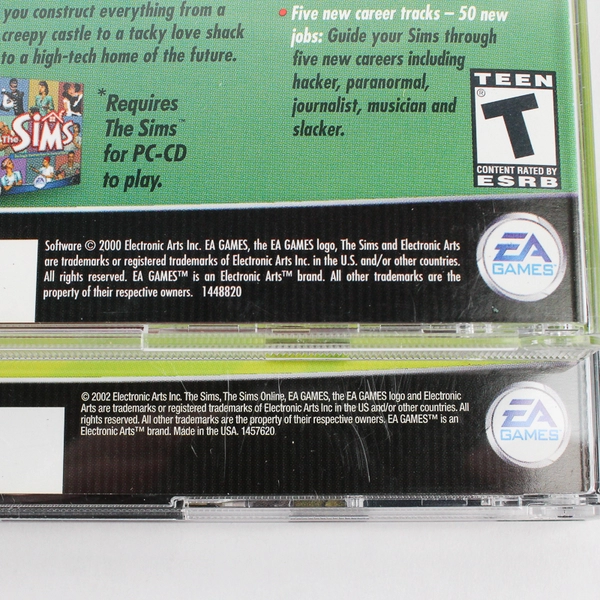 you construct everything from a
creepy castle to a tacky love shack
to a high-tech home of the future.
• Five new career tracks – 50 new
jobs: Guide your Sims through
five new careers including
hacker, paranormal,
journalist, musician and
slacker.
The SIMS
*Requires
The Sims™
for PC-CD
to play.
TEEN
T ®
CONTENT RATED BY
ESRB
Software © 2000 Electronic Arts Inc. EA GAMES, the EA GAMES logo, The Sims and Electronic Arts
are trademarks or registered trademarks of Electronic Arts Inc. in the U.S. and/or other countries.
All rights reserved. EA GAMES™ is an Electronic Arts™ brand. All other trademarks are the
property of their respective owners. 1448820
EA
GAMES™
© 2002 Electronic Arts Inc. The Sims, The Sims Online, EA GAMES, the EA GAMES logo and Electronic
Arts are trademarks or registered trademarks of Electronic Arts Inc in the US and/or other countries. All
rights reserved. All other trademarks are the property of their respective owners. EA GAMES™ is an
Electronic Arts™ brand. Made in the USA. 1457620
EA
GAMES™